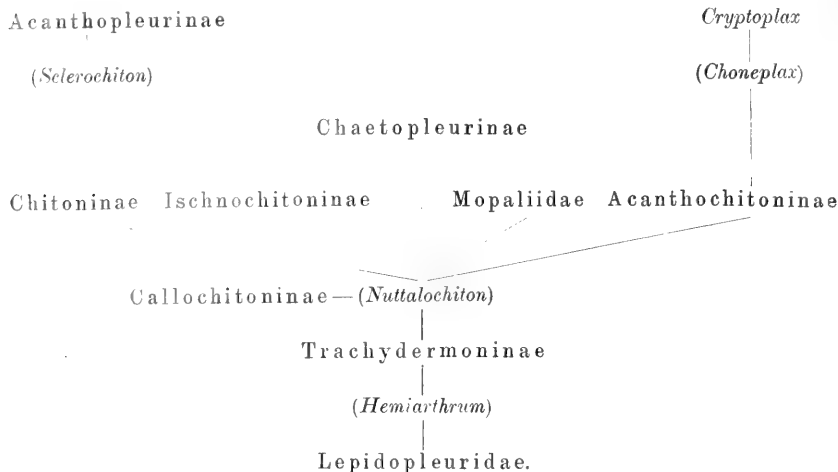 Acanthopleurinae Cryptoplax
(Sclerochiton) (Choneplax)
Chaetopleurinae
Chitoninae Ischnochitoninae Mopaliidae Acanthochitoninae
Callochitoninae — (Nuttalochiton)
Trachydermoninae
(Hemiarthrum)
Lepidopleuridae.